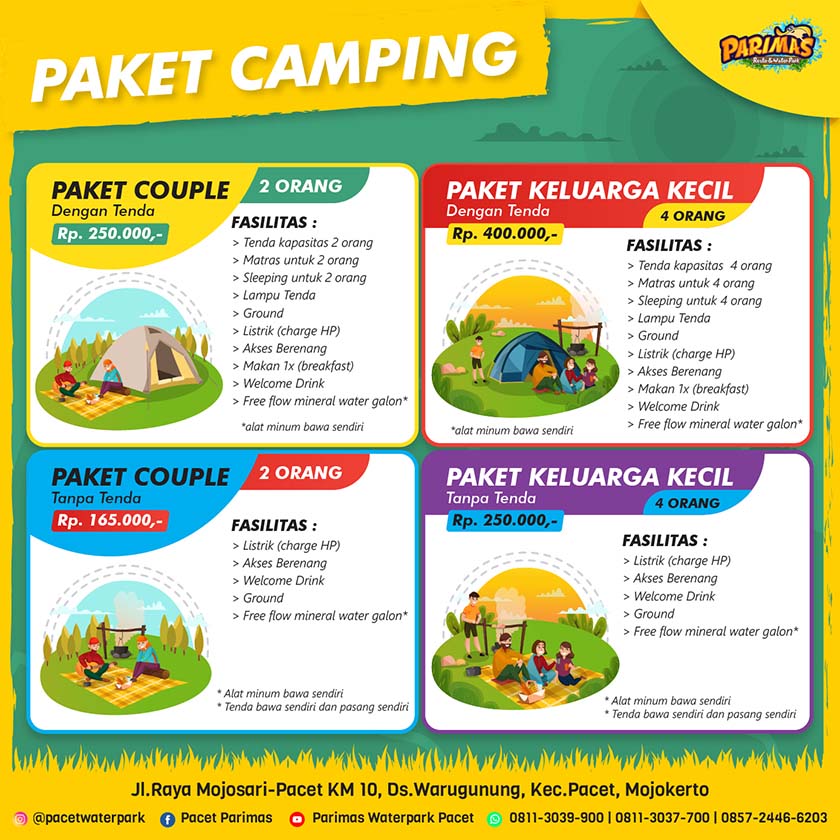 PAKET CAMPING
PARIMAS
Resto & Water Park
PAKET COUPLE
2 ORANG
Dengan Tenda
Rp. 250.000,-
FASILITAS :
> Tenda kapasitas 2 orang
> Matras untuk 2 orang
> Sleeping untuk 2 orang
> Lampu Tenda
> Ground
> Listrik (charge HP)
> Akses Berenang
> Makan 1x (breakfast)
> Welcome Drink
> Free flow mineral water galon*
*alat minum bawa sendiri
PAKET KELUARGA KECIL
Dengan Tenda
4 ORANG
Rp. 400.000,-
FASILITAS :
> Tenda kapasitas  4 orang
> Matras untuk 4 orang
> Sleeping untuk 4 orang
> Lampu Tenda
> Ground
> Listrik (charge HP)
> Akses Berenang
> Makan 1x (breakfast)
> Welcome Drink
> Free flow mineral water galon*
*alat minum bawa sendiri
PAKET COUPLE
2 ORANG
Tanpa Tenda
Rp. 165.000,-
FASILITAS :
> Listrik (charge HP)
> Akses Berenang
> Welcome Drink
> Ground
> Free flow mineral water galon*
* Alat minum bawa sendiri
* Tenda bawa sendiri dan pasang sendiri
PAKET KELUARGA KECIL
Tanpa Tenda
4 ORANG
Rp. 250.000,-
FASILITAS :
> Listrik (charge HP)
> Akses Berenang
> Welcome Drink
> Ground
> Free flow mineral water galon*
* Alat minum bawa sendiri
* Tenda bawa sendiri dan pasang sendiri
Jl.Raya Mojosari-Pacet KM 10, Ds.Warugunung, Kec.Pacet, Mojokerto
@pacetwaterpark Pacet Parimas Parimas Waterpark Pacet 0811-3039-900 | 0811-3037-700 | 0857-2446-6203